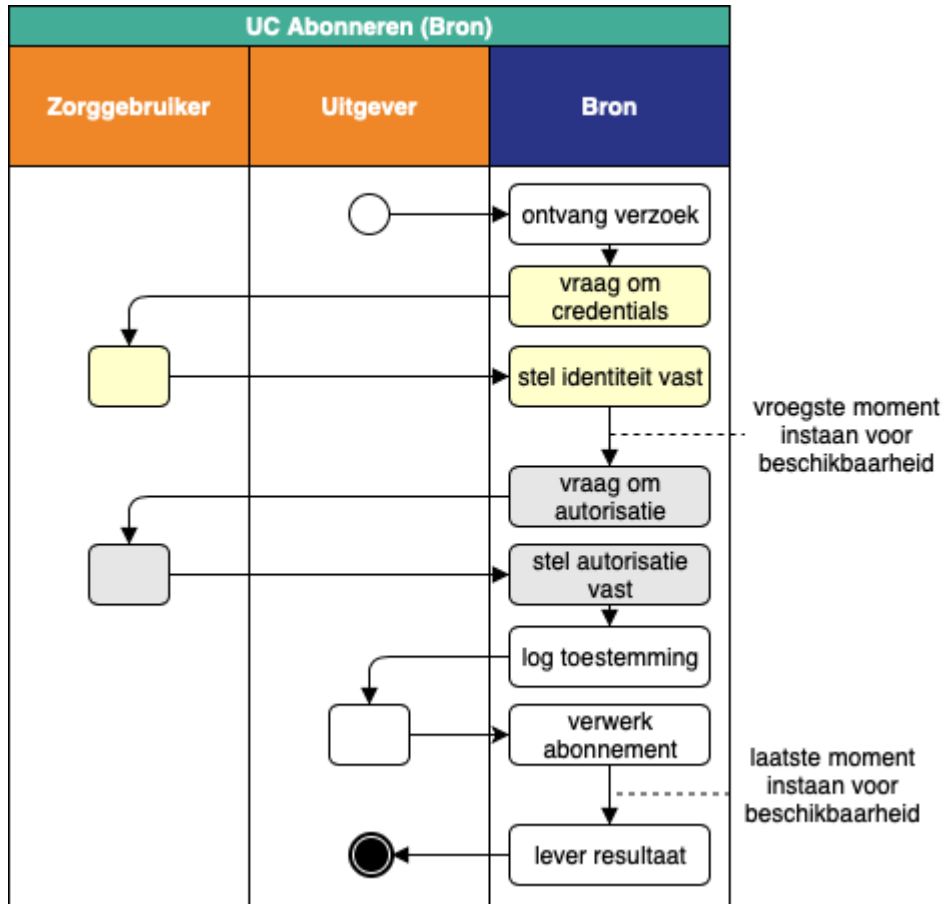 UC Abonneren (Bron)
Zorggebruiker
Uitgever
Bron
ontvang verzoek
vraag om
credentials
stel identiteit vast
vroegste moment
instaan voor
beschikbaarheid
vraag om
autorisatie
stel autorisatie
vast
log toestemming
verwerk
abonnement
laatste moment
instaan voor
beschikbaarheid
lever resultaat